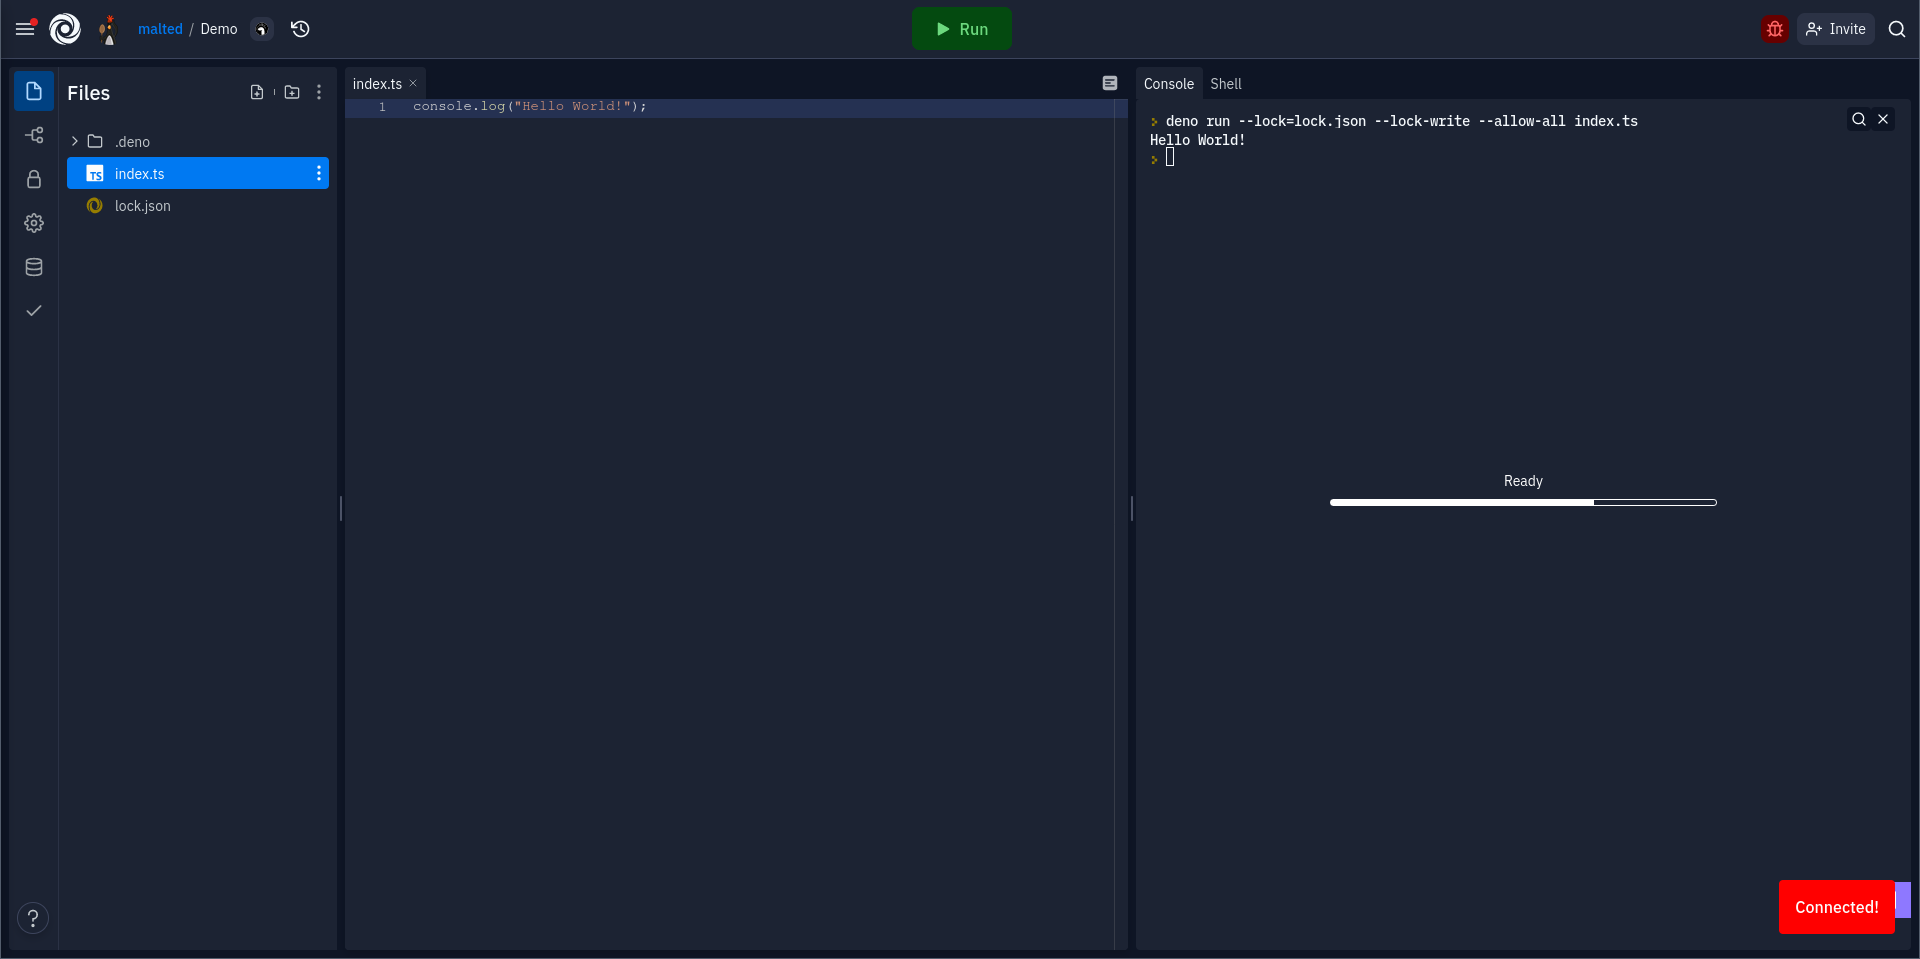 malted / Demo
Run
Invite
Files
.deno
TS index.ts
lock.json
index.ts ×
1 console.log("Hello World!");
Console Shell
deno run --lock=lock.json --lock-write --allow-all index.ts
Hello World!
Ready
Connected!
?